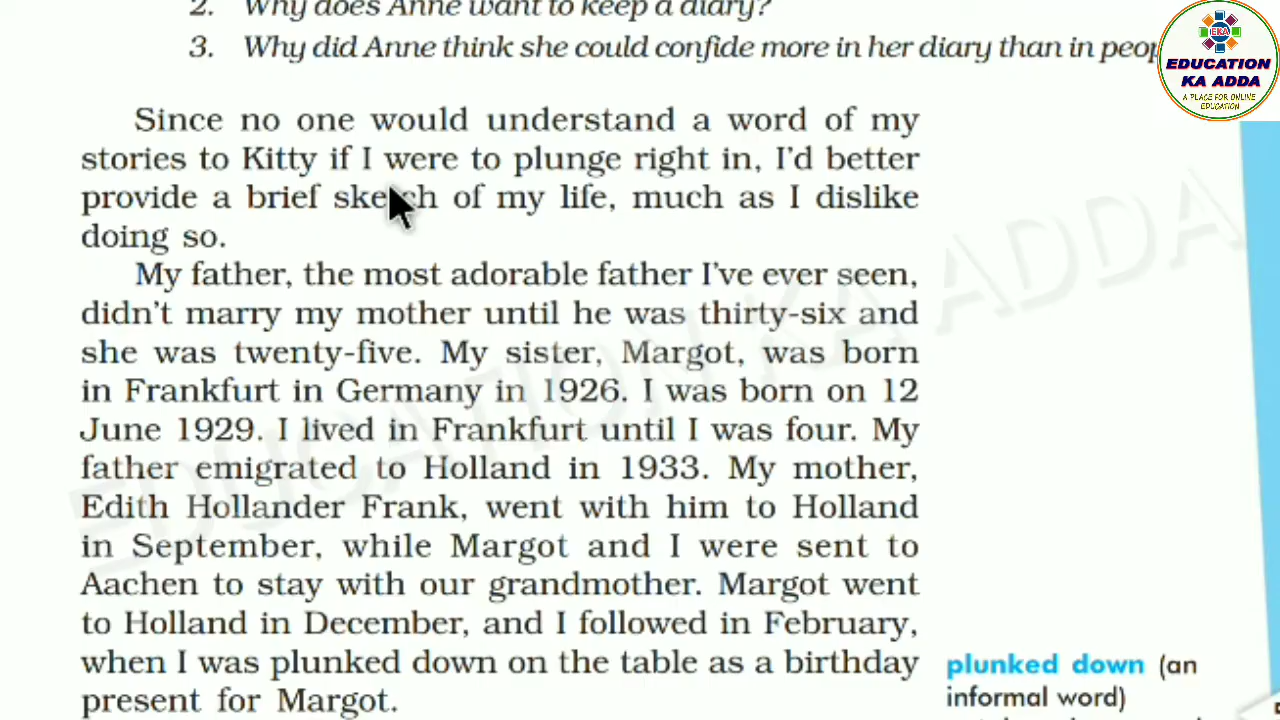 2. Why does Anne want to keep a diary?
3. Why did Anne think she could confide more in her diary than in
EKA
EDUCATION
KA ADDA
A PLACE FOR ONLINE
EDUCATION
Since no one would understand a word of my
stories to Kitty if I were to plunge right in, I'd better
provide a brief sketch of my life, much as I dislike
doing so.
My father, the most adorable father I've ever seen,
didn't marry my mother until he was thirty-six and
she was twenty-five. My sister, Margot, was born
in Frankfurt in Germany in 1926. I was born on 12
June 1929. I lived in Frankfurt until I was four. My
father emigrated to Holland in 1933. My mother,
Edith Hollander Frank, went with him to Holland
in September, while Margot and I were sent to
Aachen to stay with our grandmother. Margot went
to Holland in December, and I followed in February,
when I was plunked down on the table as a birthday
present for Margot.
plunked down (an
informal word)
EDUCATION KA ADDA